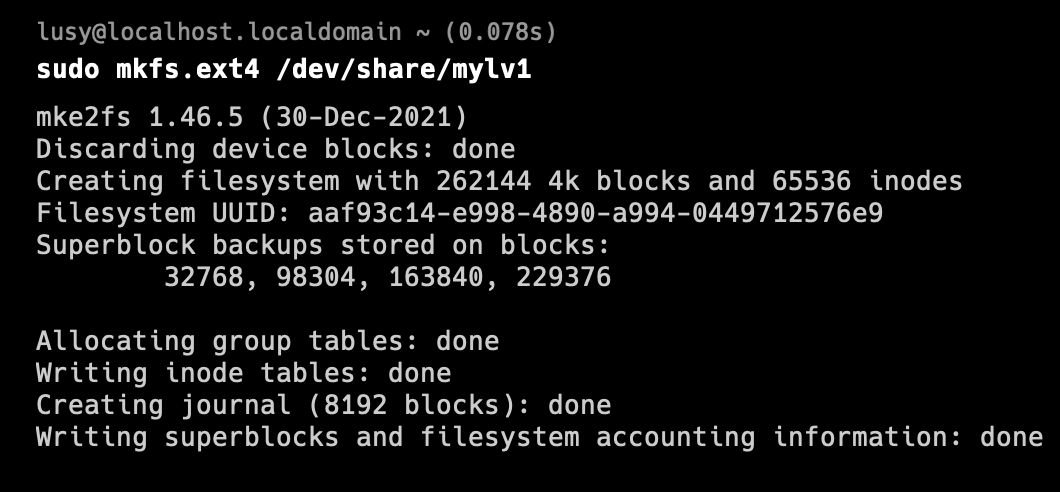 lusy@localhost.localdomain ~ (0.078s)
sudo mkfs.ext4 /dev/share/mylv1
mke2fs 1.46.5 (30-Dec-2021)
Discarding device blocks: done
Creating filesystem with 262144 4k blocks and 65536 inodes
Filesystem UUID: aaf93c14-e998-4890-a994-0449712576e9
Superblock backups stored on blocks:
        32768, 98304, 163840, 229376

Allocating group tables: done
Writing inode tables: done
Creating journal (8192 blocks): done
Writing superblocks and filesystem accounting information: done